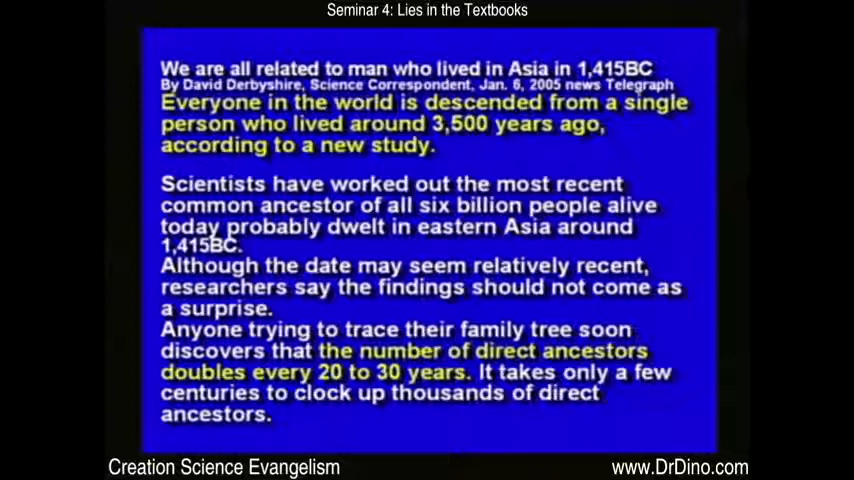 Seminar 4: Lies in the Textbooks
We are all related to man who lived in Asia in 1,415BC
By David Derbyshire, Science Correspondent, Jan. 6, 2005 news Telegraph
Everyone in the world is descended from a single
person who lived around 3,500 years ago,
according to a new study.
Scientists have worked out the most recent
common ancestor of all six billion people alive
today probably dwelt in eastern Asia around
1,415BC.
Although the date may seem relatively recent,
researchers say the findings should not come as
a surprise.
Anyone trying to trace their family tree soon
discovers that the number of direct ancestors
doubles every 20 to 30 years. It takes only a few
centuries to clock up thousands of direct
ancestors.
Creation Science Evangelism
www.DrDino.com